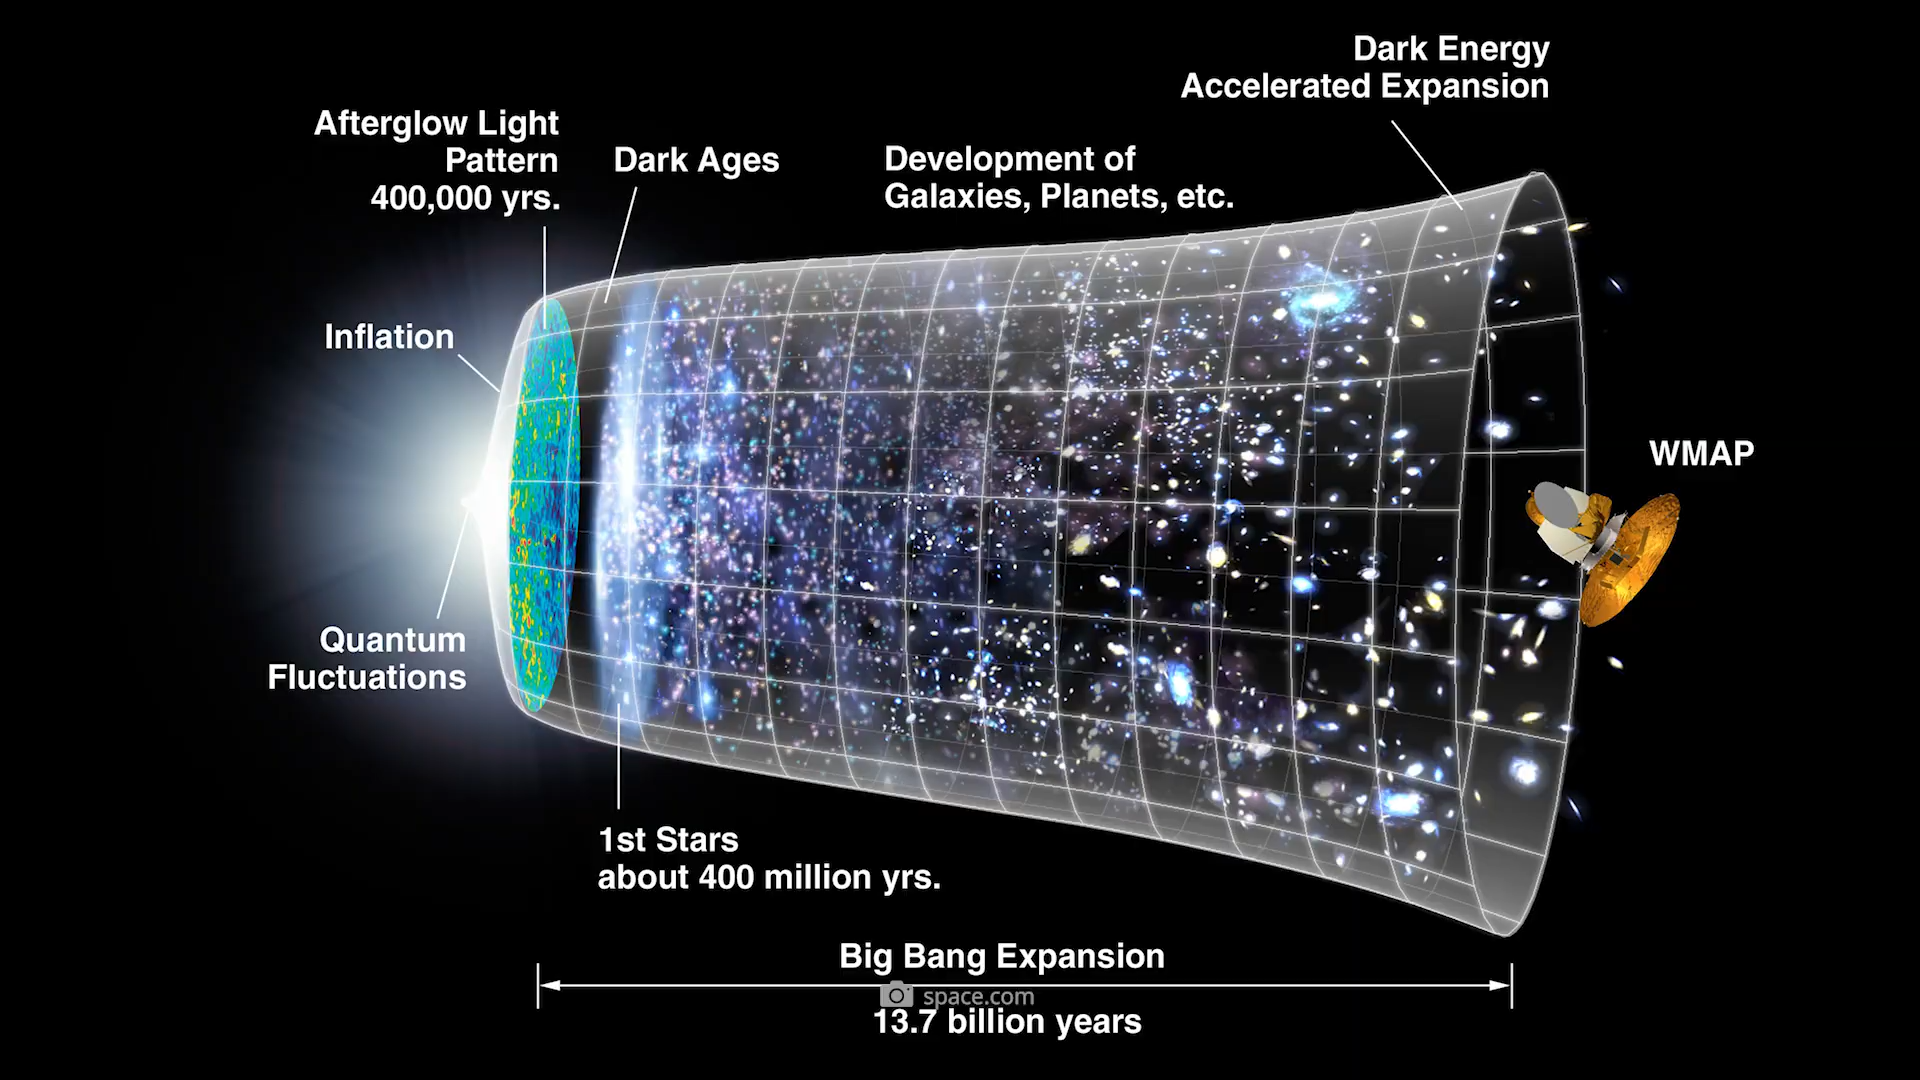 Dark Energy
Accelerated Expansion
Afterglow Light
Pattern
400,000 yrs.
Dark Ages
Development of
Galaxies, Planets, etc.
Inflation
WMAP
Quantum
Fluctuations
1st Stars
about 400 million yrs.
Big Bang Expansion
space.com
13.7 billion years